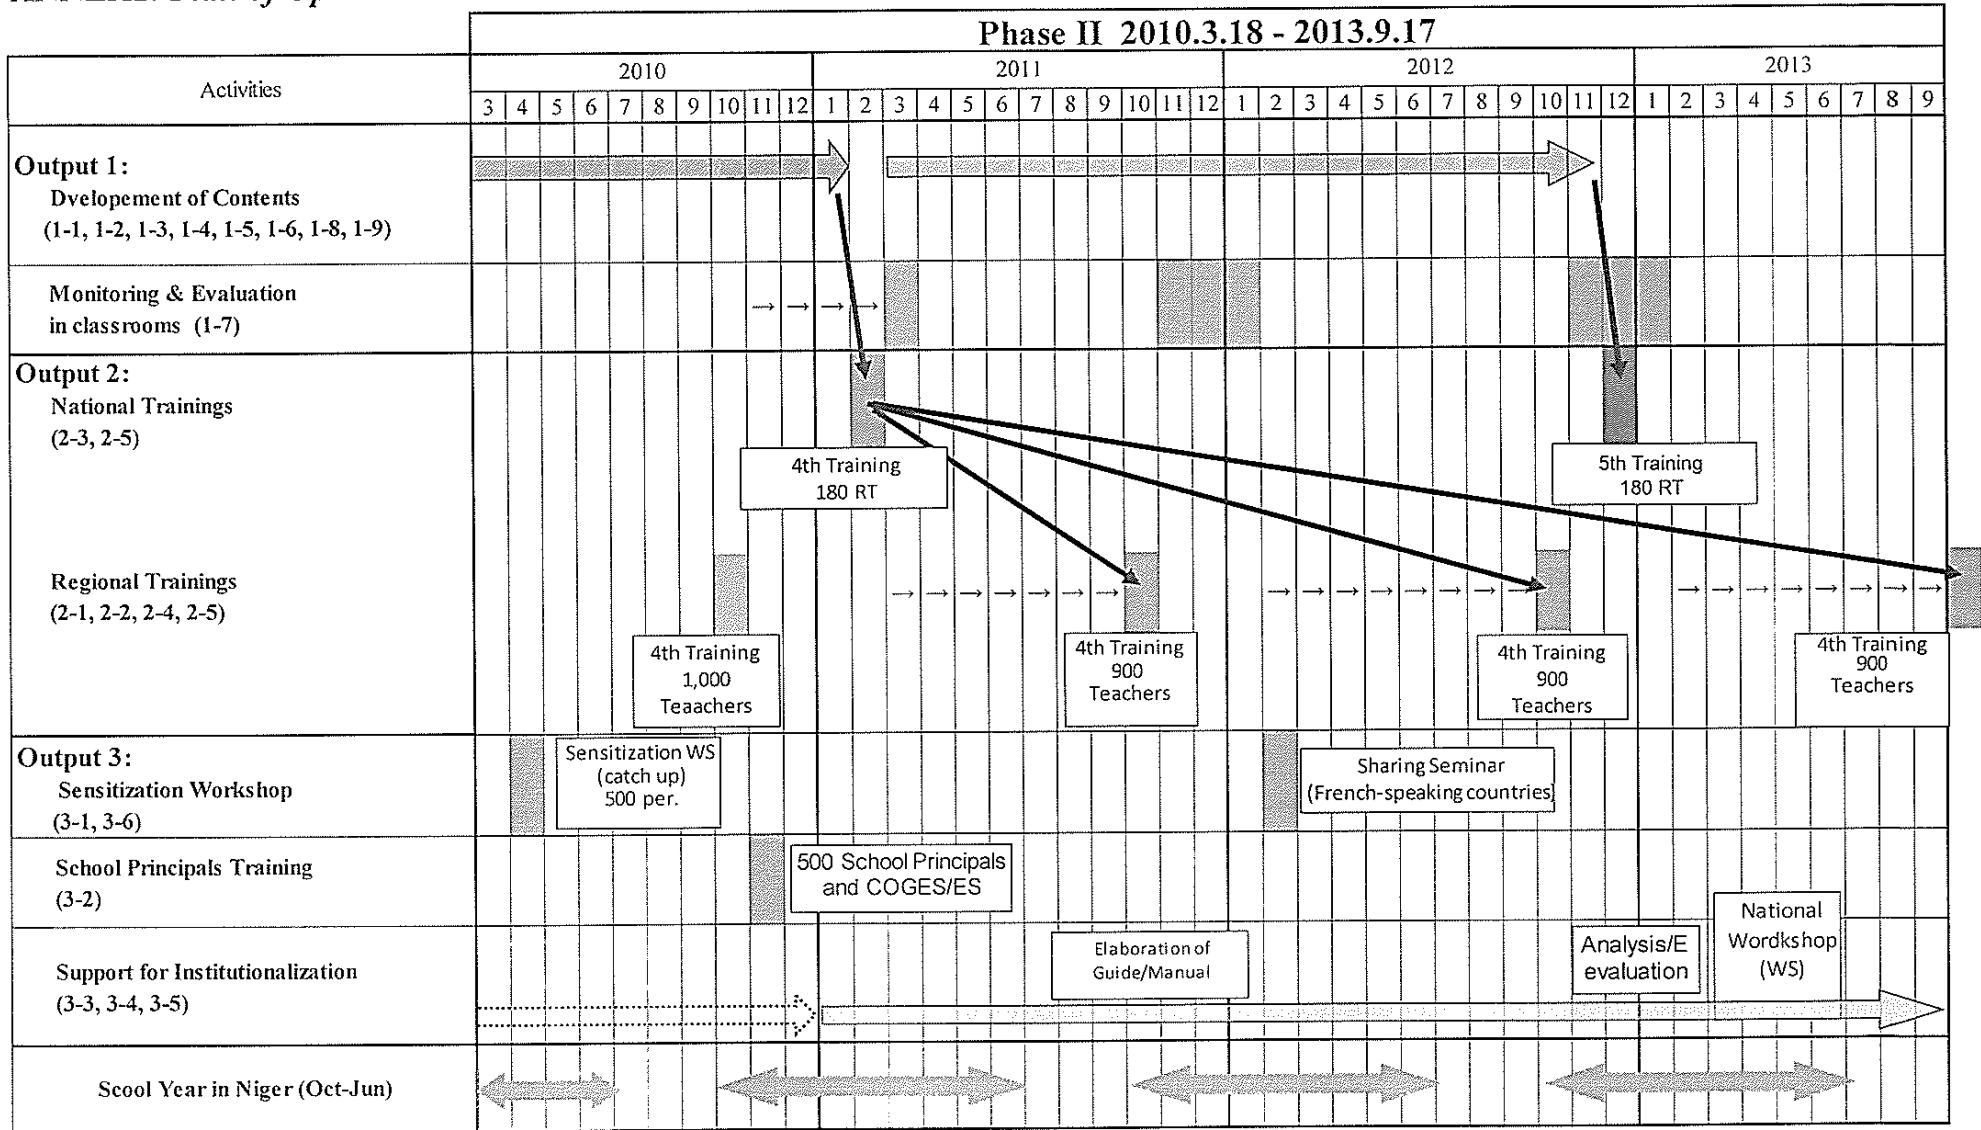 Phase II 2010.3.18 - 2013.9.17
Activities
2010
2011
2012
2013
3 4 5 6 7 8 9 10 11 12 1 2 3 4 5 6 7 8 9 10 11 12 1 2 3 4 5 6 7 8 9 10 11 12 1 2 3 4 5 6 7 8 9
Output 1:
Dvelopement of Contents
(1-1, 1-2, 1-3, 1-4, 1-5, 1-6, 1-8, 1-9)
Monitoring & Evaluation
in classrooms (1-7)
→ → → →
Output 2:
National Trainings
(2-3, 2-5)
4th Training
180 RT
5th Training
180 RT
Regional Trainings
(2-1, 2-2, 2-4, 2-5)
→ → → → → → →
→ → → → → → → →
→ → → → → → → →
4th Training
1,000
Teaachers
4th Training
900
Teachers
4th Training
900
Teachers
4th Training
900
Teachers
Output 3:
Sensitization Workshop
(3-1, 3-6)
Sensitization WS
(catch up)
500 per.
Sharing Seminar
(French-speaking countries)
School Principals Training
(3-2)
500 School Principals
and COGES/ES
Support for Institutionalization
(3-3, 3-4, 3-5)
Elaboration of
Guide/Manual
Analysis/E
evaluation
National
Wordkshop
(WS)
Scool Year in Niger (Oct-Jun)